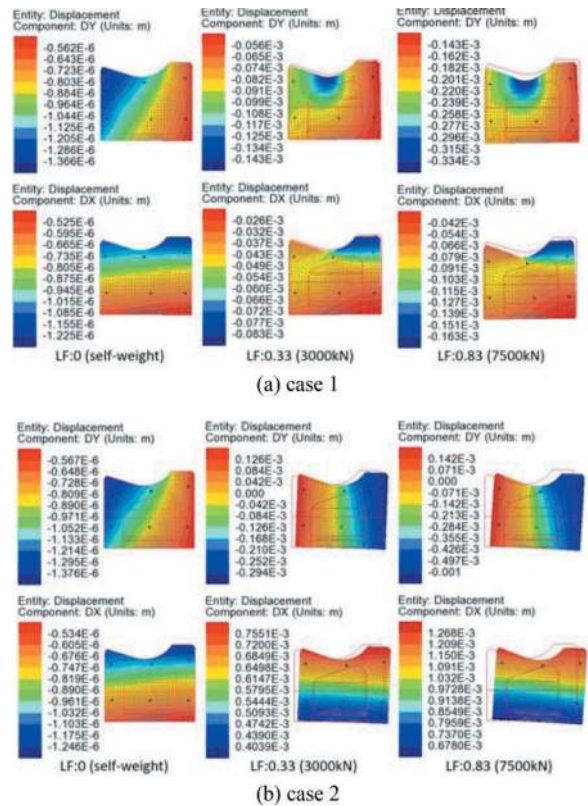 Entity: Displacement
Component: DY (Units: m)
-0.562E-6
-0.643E-6
-0.723E-6
-0.803E-6
-0.884E-6
-0.964E-6
-1.044E-6
-1.125E-6
-1.205E-6
-1.286E-6
-1.366E-6
Entity: Displacement
Component: DY (Units: m)
-0.056E-3
-0.065E-3
-0.074E-3
-0.082E-3
-0.091E-3
-0.099E-3
-0.108E-3
-0.117E-3
-0.125E-3
-0.134E-3
-0.143E-3
Entity: Displacement
Component: DY (Units: m)
-0.143E-3
-0.162E-3
-0.182E-3
-0.201E-3
-0.220E-3
-0.239E-3
-0.258E-3
-0.277E-3
-0.296E-3
-0.315E-3
-0.334E-3
Entity: Displacement
Component: DX (Units: m)
-0.525E-6
-0.595E-6
-0.665E-6
-0.735E-6
-0.805E-6
-0.875E-6
-0.945E-6
-1.015E-6
-1.085E-6
-1.155E-6
-1.225E-6
LF:0 (self-weight)
Entity: Displacement
Component: DX (Units: m)
-0.026E-3
-0.032E-3
-0.037E-3
-0.043E-3
-0.049E-3
-0.054E-3
-0.060E-3
-0.066E-3
-0.072E-3
-0.077E-3
-0.083E-3
LF:0.33 (3000kN)
Entity: Displacement
Component: DX (Units: m)
-0.042E-3
-0.054E-3
-0.066E-3
-0.079E-3
-0.091E-3
-0.103E-3
-0.115E-3
-0.127E-3
-0.139E-3
-0.151E-3
-0.163E-3
LF:0.83 (7500kN)
(a) case 1
Entity: Displacement
Component: DY (Units: m)
-0.567E-6
-0.648E-6
-0.728E-6
-0.809E-6
-0.890E-6
-0.971E-6
-1.052E-6
-1.133E-6
-1.214E-6
-1.295E-6
-1.376E-6
Entity: Displacement
Component: DY (Units: m)
0.126E-3
0.084E-3
0.042E-3
0.000
-0.042E-3
-0.084E-3
-0.126E-3
-0.168E-3
-0.210E-3
-0.252E-3
-0.294E-3
Entity: Displacement
Component: DY (Units: m)
0.142E-3
0.071E-3
0.000
-0.071E-3
-0.142E-3
-0.213E-3
-0.284E-3
-0.355E-3
-0.426E-3
-0.497E-3
-0.001
Entity: Displacement
Component: DX (Units: m)
-0.534E-6
-0.605E-6
-0.676E-6
-0.747E-6
-0.819E-6
-0.890E-6
-0.961E-6
-1.032E-6
-1.103E-6
-1.175E-6
-1.246E-6
LF:0 (self-weight)
Entity: Displacement
Component: DX (Units: m)
0.7551E-3
0.7200E-3
0.6849E-3
0.6498E-3
0.6147E-3
0.5795E-3
0.5444E-3
0.5093E-3
0.4742E-3
0.4390E-3
0.4039E-3
LF:0.33 (3000kN)
Entity: Displacement
Component: DX (Units: m)
1.268E-3
1.209E-3
1.150E-3
1.091E-3
1.032E-3
0.9728E-3
0.9138E-3
0.8549E-3
0.7959E-3
0.7370E-3
0.6780E-3
LF:0.83 (7500kN)
(b) case 2